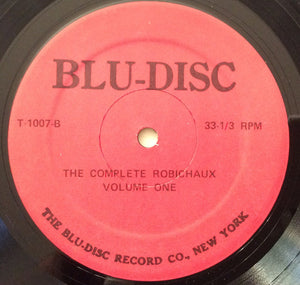 BLU-DISC
T-1007-B 33-1/3 RPM
THE COMPLETE ROBICHAUX
VOLUME ONE
THE BLU-DISC RECORD CO., NEW YORK